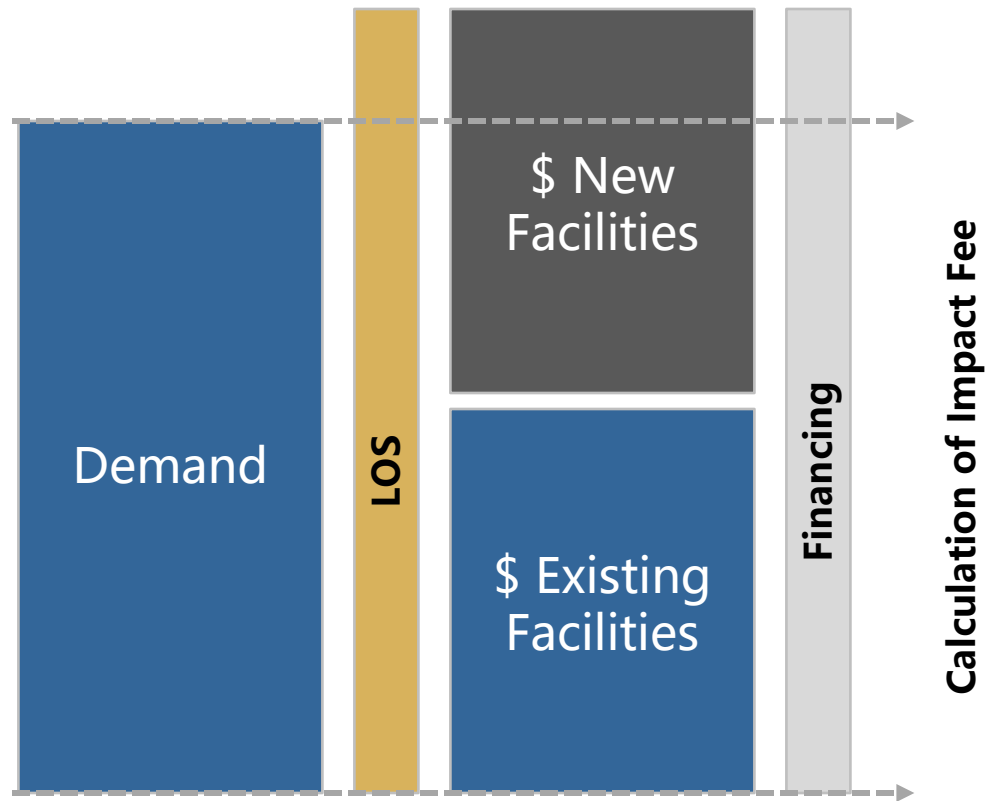 Demand
LOS
$ New
Facilities
$ Existing
Facilities
Financing
Calculation of Impact Fee